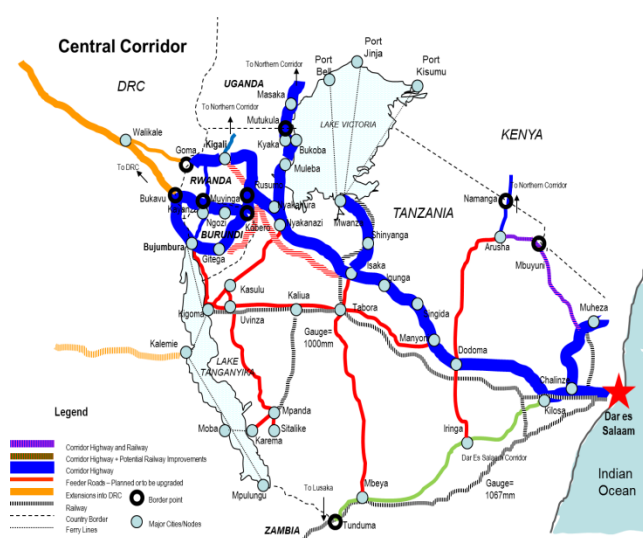 Central Corridor
DRC
UGANDA
To Northern Corridor
Port
Bell
Port
Jinja
Port
Kisumu
Masaka
To Northern Corridor
Mutukula
LAKE VICTORIA
Walikale
Goma
Kigali
Kyaka
Bukoba
KENYA
Muleba
To DRC
RWANDA
Rusumo
Bukavu
Muyinga
Nyakanazi
Mwanza
TANZANIA
Namanga
To Northern Corridor
Ngozi
Kobero
BURUNDI
Shinyanga
Arusha
Mbuyuni
Bujumbura
Gitega
Isaka
Kasulu
Singida
Muheza
Kigoma
Uvinza
Kaliua
Tabora
Gauge=
1000mm
Manyoni
Dodoma
Kalemie
LAKE
TANGANYIKA
Chalinze
Kilosa
Dar es
Salaam
Mpanda
Legend
Moba
Karema
Sitalike
Iringa
Dar Es Salaam Corridor
Corridor Highway and Railway
Corridor Highway + Potential Railway Improvements
Corridor Highway
Feeder Roads – Planned or to be upgraded
Extensions into DRC
Railway
Country Border
Ferry Lines
Border point
Major Cities/Nodes
Mpulungu
To Lusaka
Mbeya
Gauge=
1067mm
Indian
Ocean
ZAMBIA
Tunduma